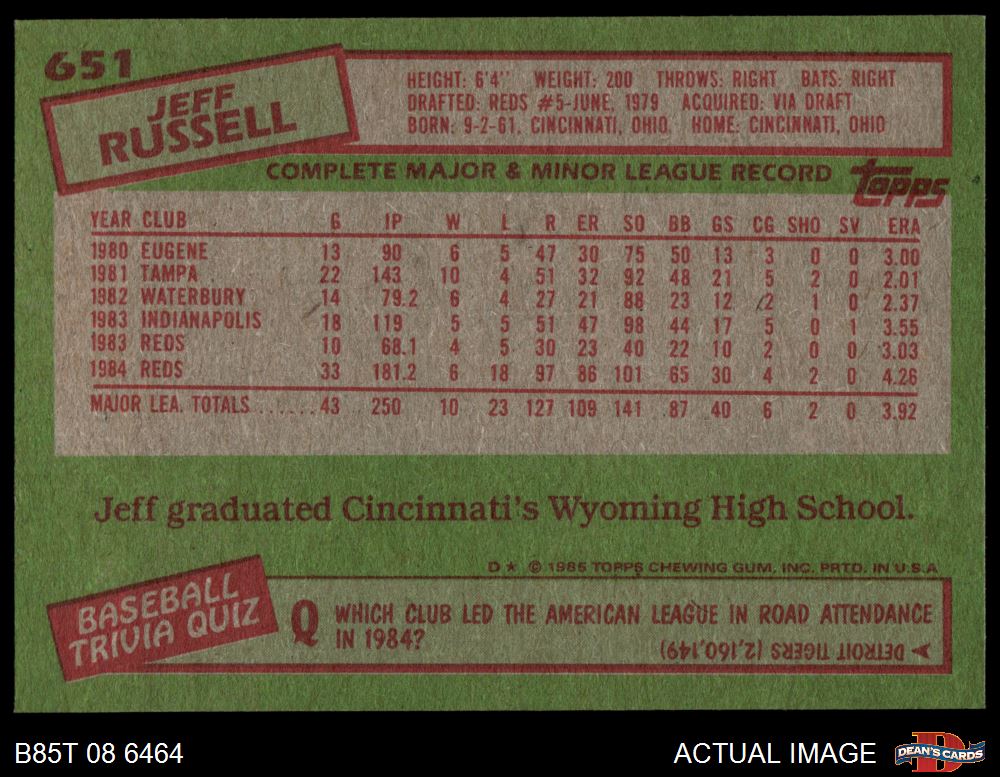 651
JEFF
RUSSELL
HEIGHT: 6'4" WEIGHT: 200 THROWS: RIGHT BATS: RIGHT
DRAFTED: REDS #5-JUNE, 1979 ACQUIRED: VIA DRAFT
BORN: 9-2-61, CINCINNATI, OHIO HOME: CINCINNATI, OHIO
COMPLETE MAJOR & MINOR LEAGUE RECORD
topps
YEAR CLUB G IP W L R ER SO BB GS CG SHO SV ERA
1980 EUGENE 13 90 6 5 47 30 75 50 13 3 0 0 3.00
1981 TAMPA 22 143 10 4 51 32 92 48 21 5 2 0 2.01
1982 WATERBURY 14 79.2 6 4 27 21 88 23 12 2 1 0 2.37
1983 INDIANAPOLIS 18 119 5 5 51 47 98 44 17 5 0 1 3.55
1983 REDS 10 68.1 4 5 30 23 40 22 10 2 0 0 3.03
1984 REDS 33 181.2 6 18 97 86 101 65 30 4 2 0 4.26
MAJOR LEA. TOTALS ....... 43 250 10 23 127 109 141 87 40 6 2 0 3.92
Jeff graduated Cincinnati's Wyoming High School.
D★ © 1985 TOPPS CHEWING GUM, INC. PRTD. IN U.S.A
BASEBALL
TRIVIA QUIZ
Q WHICH CLUB LED THE AMERICAN LEAGUE IN ROAD ATTENDANCE
IN 1984?
DETROIT TIGERS (2,160,149)
B85T 08 6464
ACTUAL IMAGE
D
DEAN'S CARDS